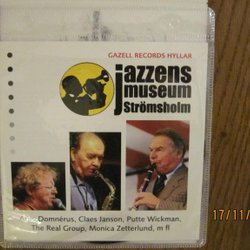 GAZELL RECORDS HYLLAR
jazzens
museum
Strömsholm
Domnérus, Claes Janson, Putte Wickman,
The Real Group, Monica Zetterlund, m fl
17/11